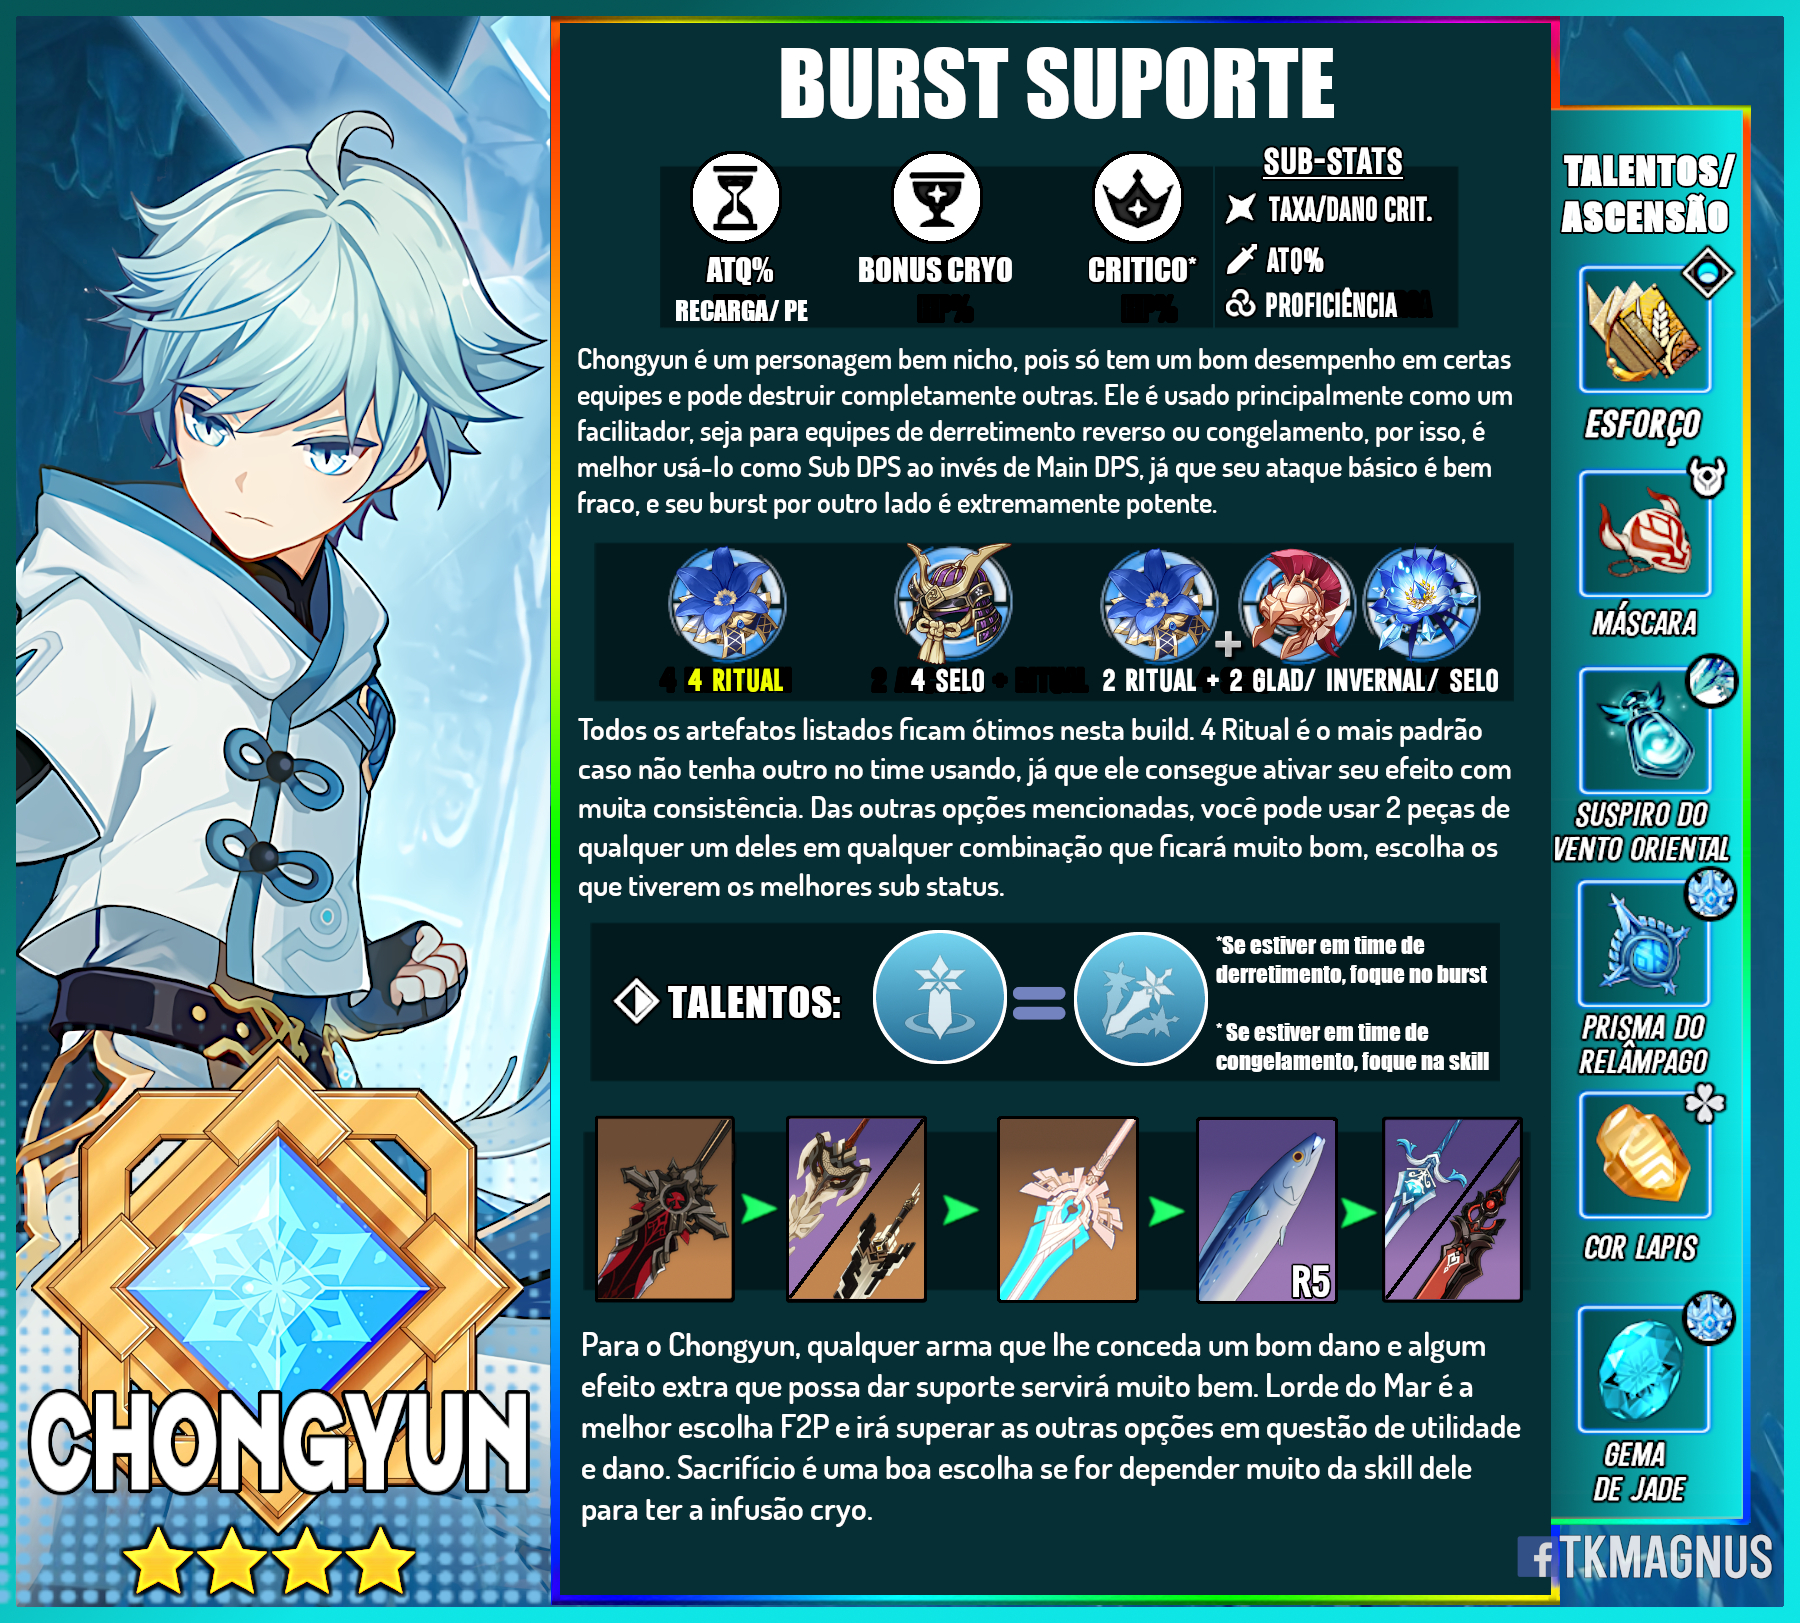 BURST SUPORTE
ATQ%
RECARGA/ PE
BONUS CRYO
CRITICO*
SUB-STATS
TAXA/DANO CRIT.
ATQ%
PROFICIÊNCIA
Chongyun é um personagem bem nicho, pois só tem um bom desempenho em certas
equipes e pode destruir completamente outras. Ele é usado principalmente como um
facilitador, seja para equipes de derretimento reverso ou congelamento, por isso, é
melhor usá-lo como Sub DPS ao invés de Main DPS, já que seu ataque básico é bem
fraco, e seu burst por outro lado é extremamente potente.
4 RITUAL
4 SELO
2 RITUAL + 2 GLAD/ INVERNAL/ SELO
Todos os artefatos listados ficam ótimos nesta build. 4 Ritual é o mais padrão
caso não tenha outro no time usando, já que ele consegue ativar seu efeito com
muita consistência. Das outras opções mencionadas, você pode usar 2 peças de
qualquer um deles em qualquer combinação que ficará muito bom, escolha os
que tiverem os melhores sub status.
TALENTOS:
*Se estiver em time de
derretimento, foque no burst
* Se estiver em time de
congelamento, foque na skill
R5
Para o Chongyun, qualquer arma que lhe conceda um bom dano e algum
efeito extra que possa dar suporte servirá muito bem. Lorde do Mar é a
melhor escolha F2P e irá superar as outras opções em questão de utilidade
e dano. Sacrifício é uma boa escolha se for depender muito da skill dele
para ter a infusão cryo.
TALENTOS/
ASCENSÃO
ESFORÇO
MÁSCARA
SUSPIRO DO
VENTO ORIENTAL
PRISMA DO
RELÂMPAGO
COR LAPIS
GEMA
DE JADE
CHONGYUN
fTKMAGNUS